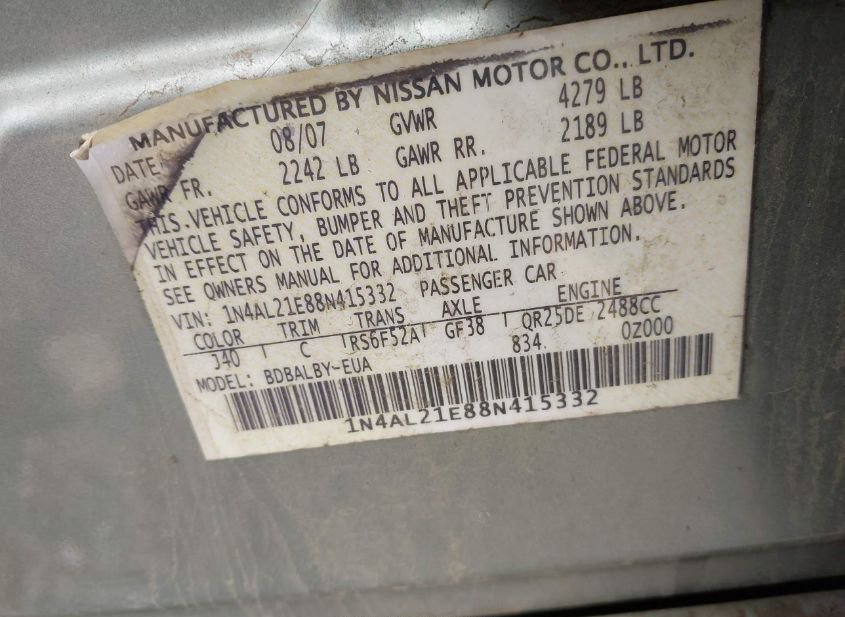 MANUFACTURED BY NISSAN MOTOR CO., LTD.
DATE 08/07 GVWR 4279 LB
GAWR FR. 2242 LB GAWR RR. 2189 LB
THIS VEHICLE CONFORMS TO ALL APPLICABLE FEDERAL MOTOR
VEHICLE SAFETY, BUMPER AND THEFT PREVENTION STANDARDS
IN EFFECT ON THE DATE OF MANUFACTURE SHOWN ABOVE.
SEE OWNERS MANUAL FOR ADDITIONAL INFORMATION.
VIN: 1N4AL21E88N415332 PASSENGER CAR
COLOR TRIM TRANS AXLE ENGINE
J40 C RS6F52A GF38 QR25DE 2488CC
MODEL: BDBALBY-EUA 834 0Z000
1N4AL21E88N415332